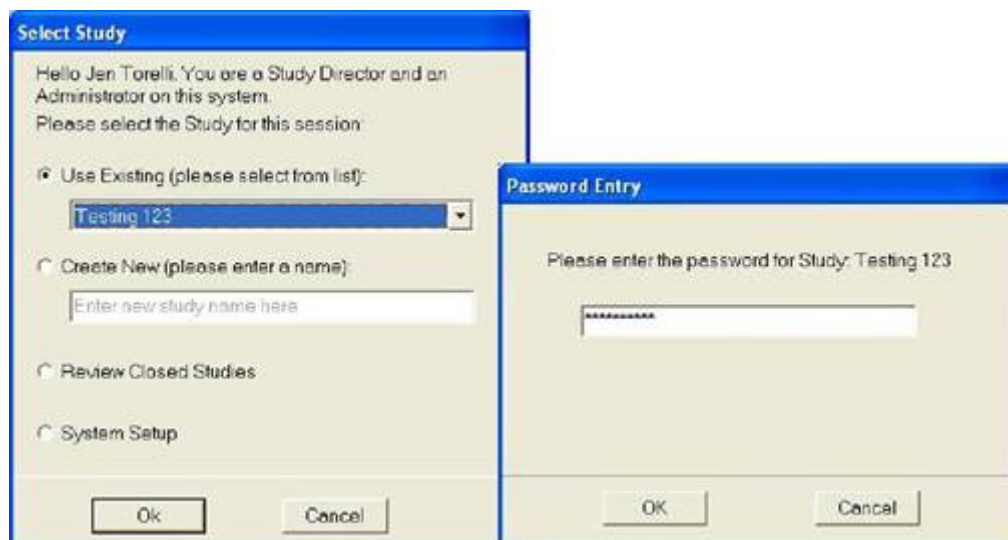 Select Study
Hello Jen Torelli. You are a Study Director and an
Administrator on this system.
Please select the Study for this session:
Use Existing (please select from list):
Testing 123
Create New (please enter a name):
Enter new study name here
Review Closed Studies
System Setup
Ok Cancel
Password Entry
Please enter the password for Study: Testing 123
**********
OK Cancel